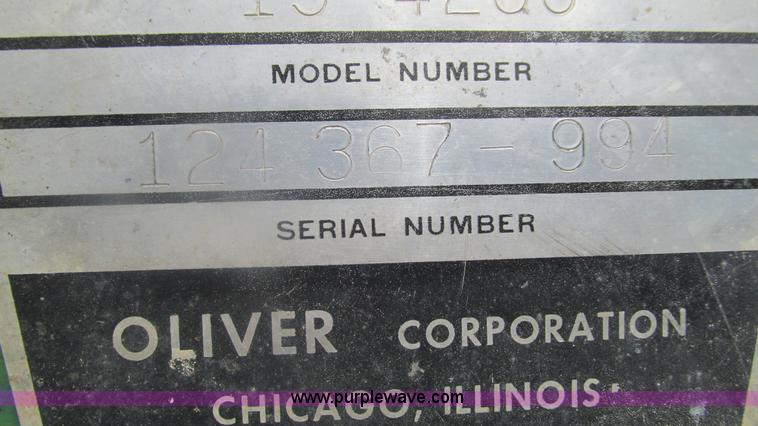 MODEL NUMBER
124 367-994
SERIAL NUMBER
OLIVER CORPORATION
CHICAGO, ILLINOIS
www.purplewave.com